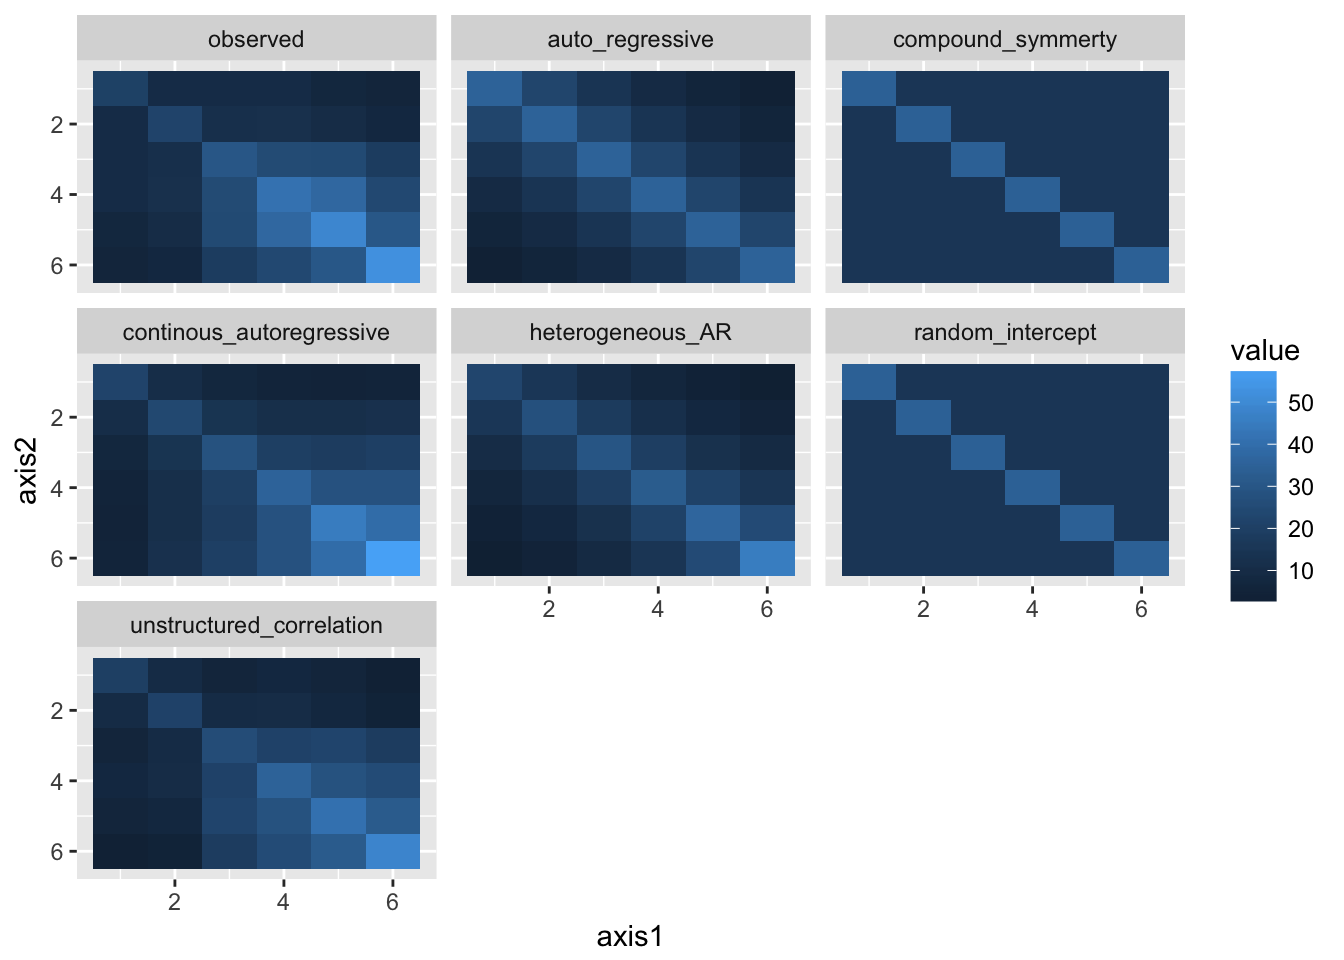 observed
auto_regressive
compound_symmerty
2
4
6
continous_autoregressive
heterogeneous_AR
random_intercept
2
4
6
2 4 6
2 4 6
unstructured_correlation
2
4
6
2 4 6
axis1
axis2
value
50
40
30
20
10